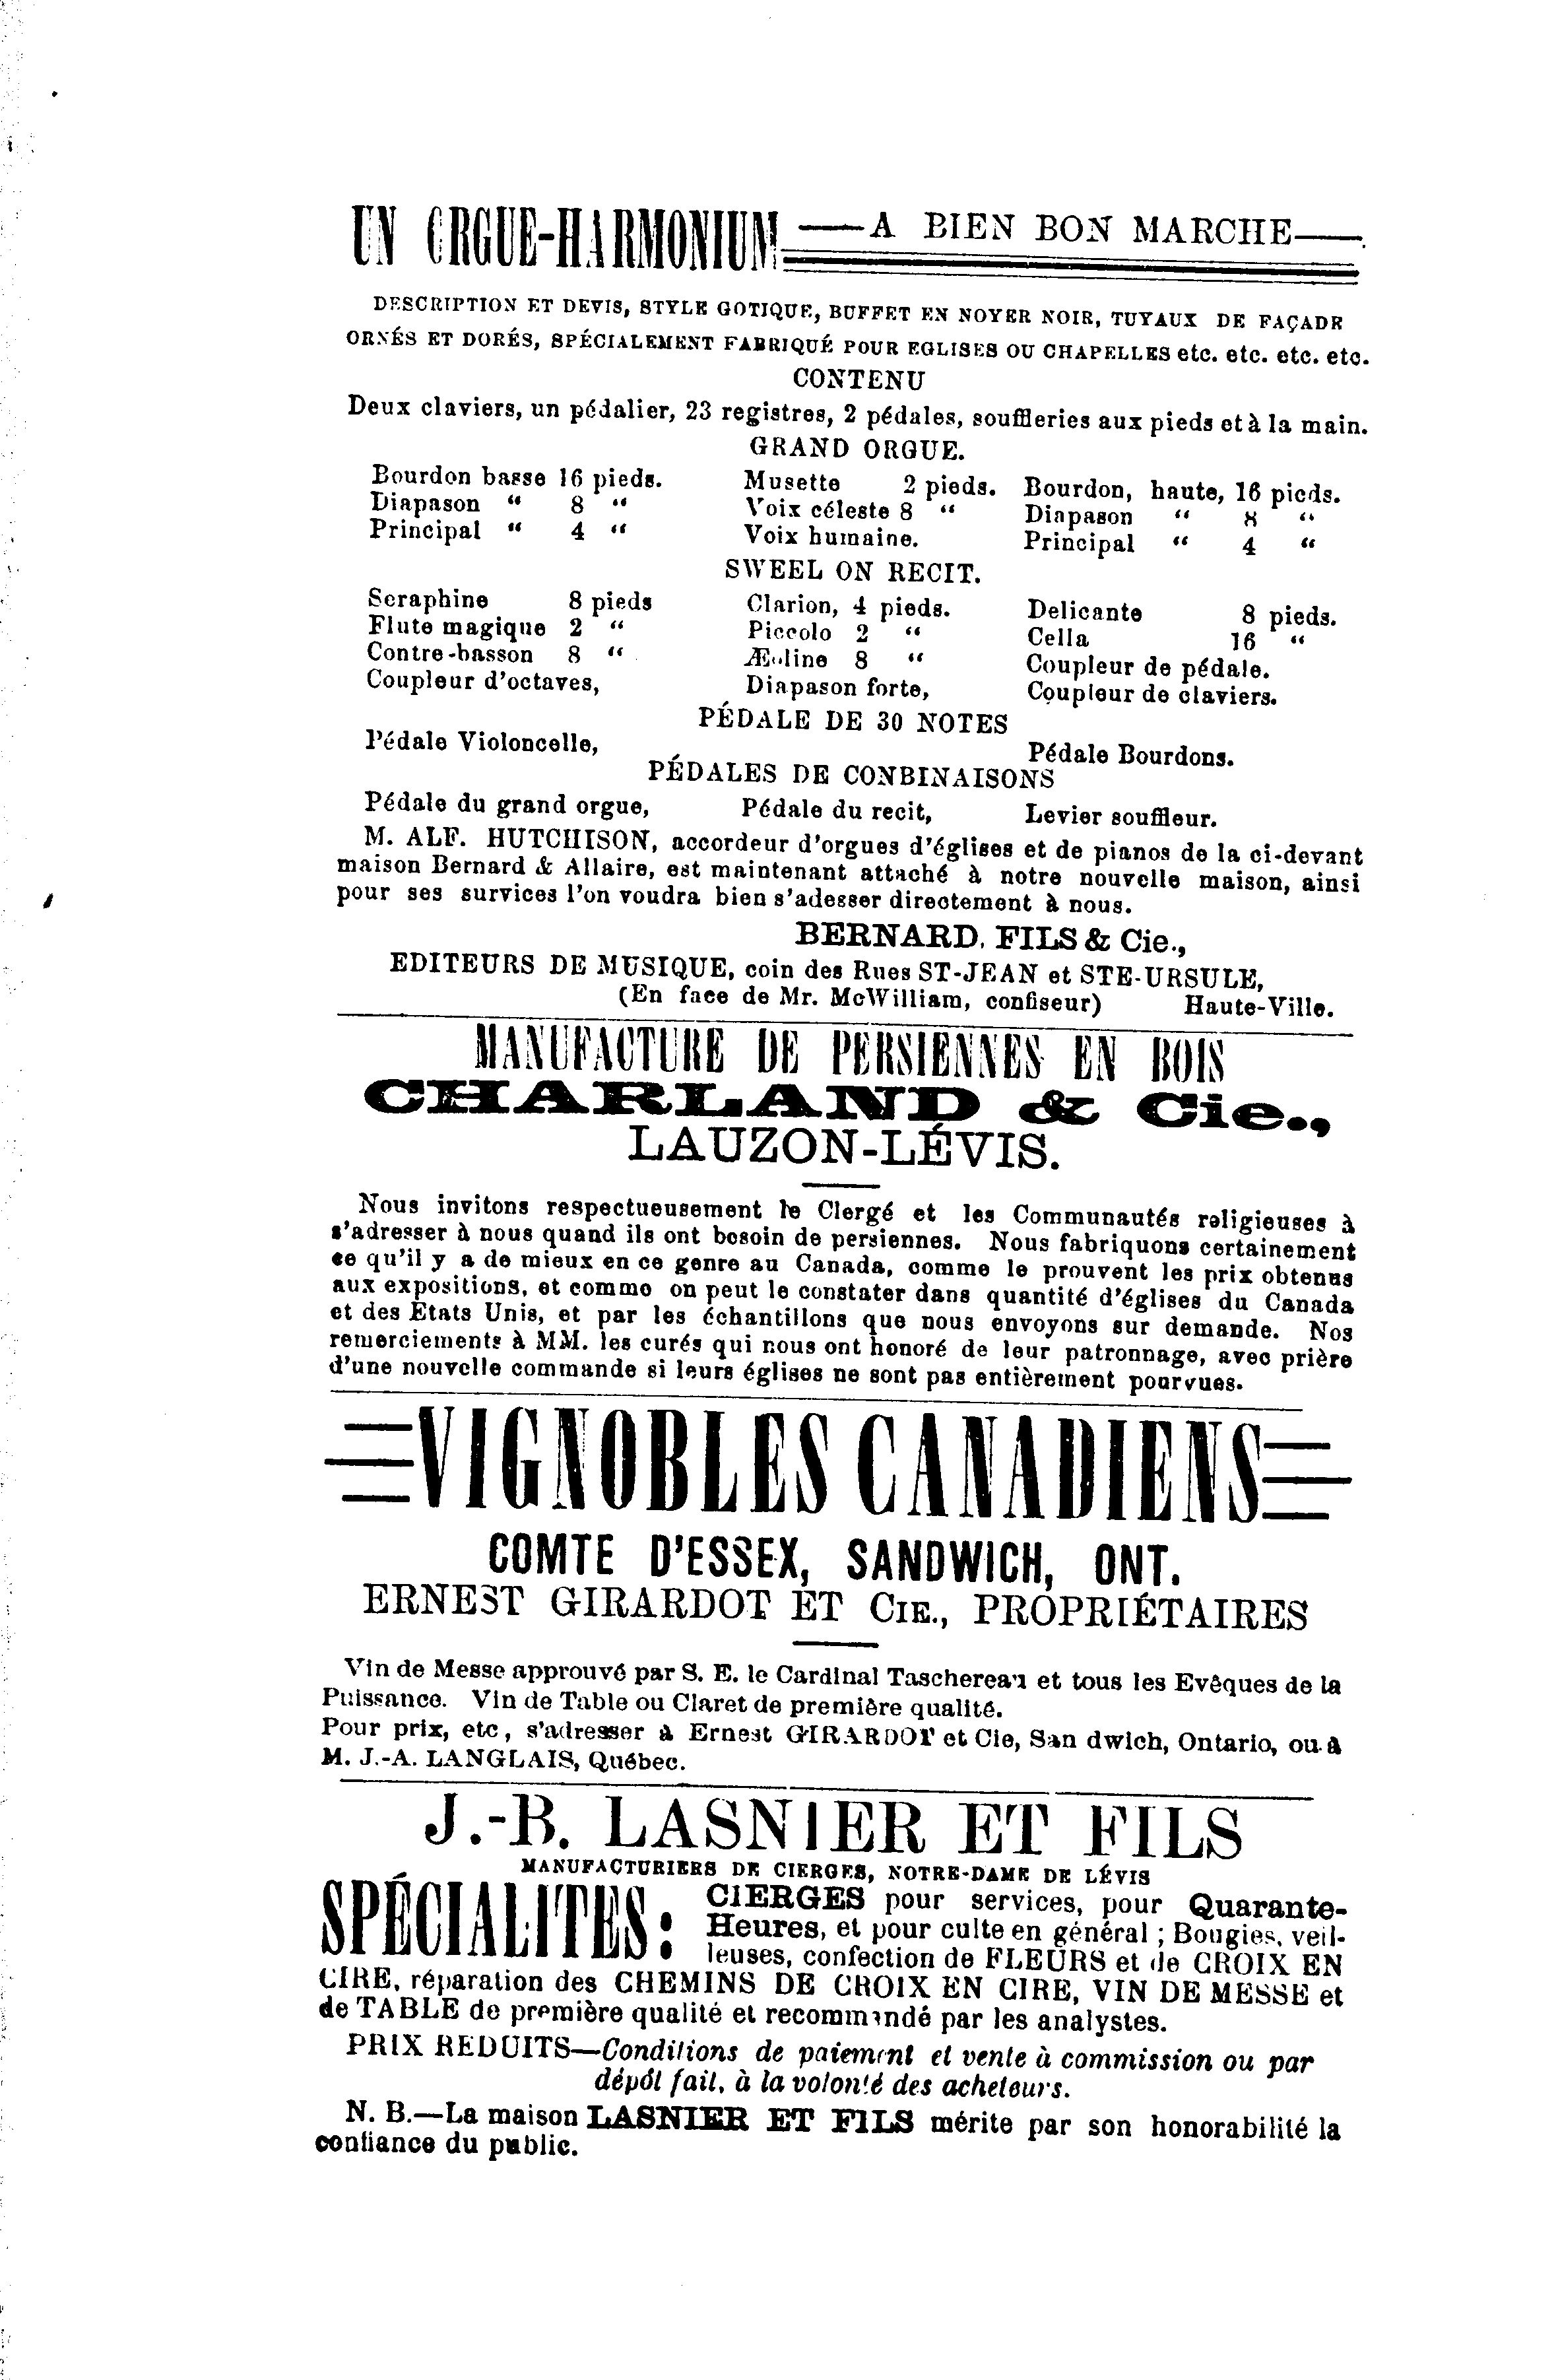 UN ORGUE-HARMONIUM —A BIEN BON MARCHE—
DESCRIPTION ET DEVIS, STYLE GOTIQUE, BUFFET EN NOYER NOIR, TUYAUX DE FAÇADE
ORNÉS ET DORÉS, SPÉCIALEMENT FABRIQUÉ POUR EGLISES OU CHAPELLES etc. etc. etc. etc.
CONTENU
Deux claviers, un pédalier, 23 registres, 2 pédales, souffleries aux pieds et à la main.
GRAND ORGUE.
Bourdon basse 16 pieds. Musette 2 pieds. Bourdon, haute, 16 pieds.
Diapason “ 8 “ Voix céleste 8 “ Diapason “ 8 “
Principal “ 4 “ Voix humaine. Principal “ 4 “
SWEEL ON RECIT.
Seraphine 8 pieds Clarion, 4 pieds. Delicante 8 pieds.
Flute magique 2 “ Piccolo 2 “ Cella 16 “
Contre-basson 8 “ Æoline 8 “ Coupleur de pédale.
Coupleur d'octaves, Diapason forte, Coupleur de claviers.
PÉDALE DE 30 NOTES
Pédale Violoncelle, Pédale Bourdons.
PÉDALES DE CONBINAISONS
Pédale du grand orgue, Pédale du recit, Levier souffleur.
M. ALF. HUTCHISON, accordeur d'orgues d'églises et de pianos de la ci-devant
maison Bernard & Allaire, est maintenant attaché à notre nouvelle maison, ainsi
pour ses survices l'on voudra bien s'adesser directement à nous.
BERNARD, FILS & Cie.,
EDITEURS DE MUSIQUE, coin des Rues ST-JEAN et STE-URSULE,
(En face de Mr. McWilliam, confiseur) Haute-Ville.
MANUFACTURE DE PERSIENNES EN BOIS
CHARLAND & Cie.,
LAUZON-LÉVIS.
Nous invitons respectueusement le Clergé et les Communautés religieuses à
s'adresser à nous quand ils ont besoin de persiennes. Nous fabriquons certainement
ce qu'il y a de mieux en ce genre au Canada, comme le prouvent les prix obtenus
aux expositions, et comme on peut le constater dans quantité d'églises du Canada
et des Etats Unis, et par les échantillons que nous envoyons sur demande. Nos
remerciements à MM. les curés qui nous ont honoré de leur patronnage, avec prière
d'une nouvelle commande si leurs églises ne sont pas entièrement pourvues.
VIGNOBLES CANADIENS
COMTE D'ESSEX, SANDWICH, ONT.
ERNEST GIRARDOT ET CIE., PROPRIÉTAIRES
Vin de Messe approuvé par S. E. le Cardinal Taschereau et tous les Evêques de la
Puissance. Vin de Table ou Claret de première qualité.
Pour prix, etc, s'adresser à Ernest GIRARDOT et Cie, San dwich, Ontario, ou à
M. J.-A. LANGLAIS, Québec.
J.-B. LASNIER ET FILS
MANUFACTURIERS DE CIERGES, NOTRE-DAME DE LÉVIS
SPÉCIALITES: CIERGES pour services, pour Quarante-
Heures, et pour culte en général ; Bougies, veil-
leuses, confection de FLEURS et de CROIX EN
CIRE, réparation des CHEMINS DE CROIX EN CIRE, VIN DE MESSE et
de TABLE de première qualité et recommandé par les analystes.
PRIX REDUITS—Conditions de paiement et vente à commission ou par
dépôt fait, à la volonté des acheteurs.
N. B.—La maison LASNIER ET FILS mérite par son honorabilité la
confiance du public.